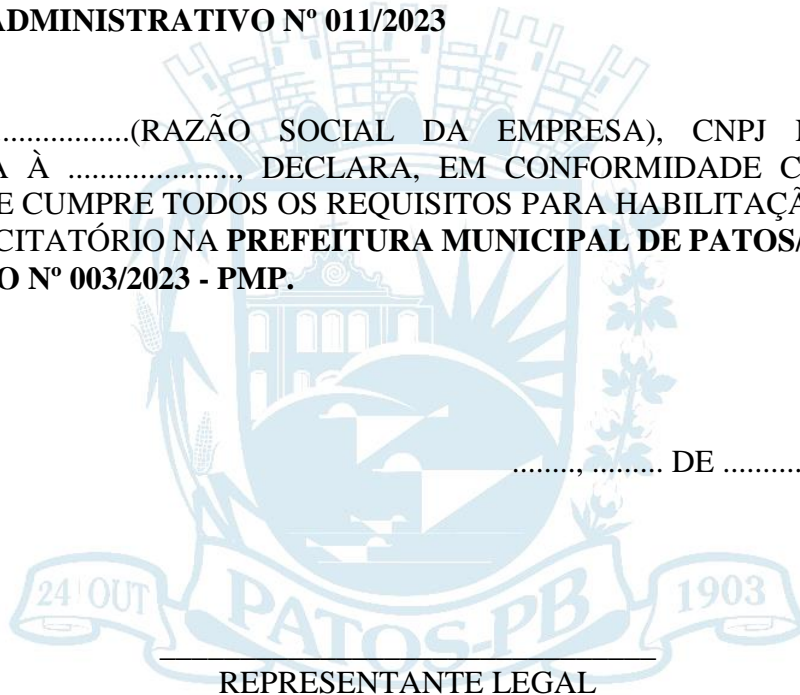 ADMINISTRATIVO Nº 011/2023
................(RAZÃO SOCIAL DA EMPRESA), CNPJ
À ...................., DECLARA, EM CONFORMIDADE
CUMPRE TODOS OS REQUISITOS PARA HABILITAÇÃ
CITATÓRIO NA PREFEITURA MUNICIPAL DE PATOS/
O Nº 003/2023 - PMP.
........, ......... DE ..........
24 OUT
PATOS-PB
1903
_______________________________
REPRESENTANTE LEGAL